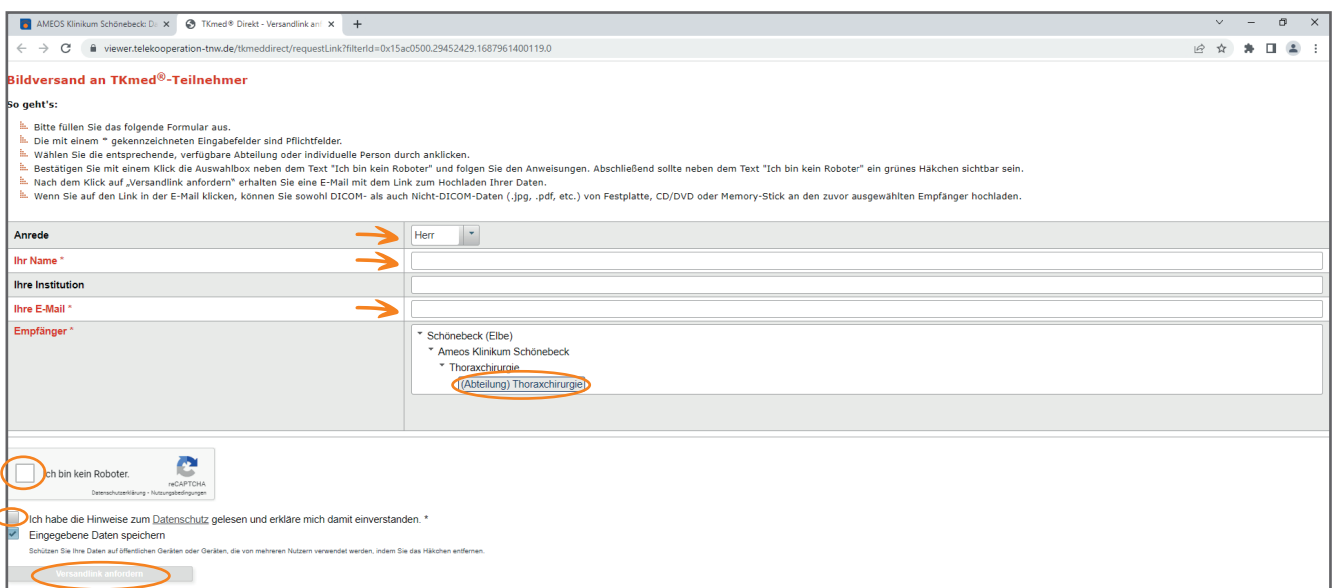 AMEOS Klinikum Schönebeck: Da
TKmed® Direkt - Versandlink anf
viewer.telekooperation-tnw.de/tkmeddirect/requestLink?filterId=0x15ac0500.29452429.1687961400119.0
Bildversand an TKmed®-Teilnehmer
So geht's:
Bitte füllen Sie das folgende Formular aus.
Die mit einem * gekennzeichneten Eingabefelder sind Pflichtfelder.
Wählen Sie die entsprechende, verfügbare Abteilung oder individuelle Person durch anklicken.
Bestätigen Sie mit einem Klick die Auswahlbox neben dem Text "Ich bin kein Roboter" und folgen Sie den Anweisungen. Abschließend sollte neben dem Text "Ich bin kein Roboter" ein grünes Häkchen sichtbar sein.
Nach dem Klick auf „Versandlink anfordern“ erhalten Sie eine E-Mail mit dem Link zum Hochladen Ihrer Daten.
Wenn Sie auf den Link in der E-Mail klicken, können Sie sowohl DICOM- als auch Nicht-DICOM-Daten (.jpg, .pdf, etc.) von Festplatte, CD/DVD oder Memory-Stick an den zuvor ausgewählten Empfänger hochladen.
Anrede
Herr
Ihr Name *
Ihre Institution
Ihre E-Mail *
Empfänger *
Schönebeck (Elbe)
Ameos Klinikum Schönebeck
Thoraxchirurgie
(Abteilung) Thoraxchirurgie
Ich bin kein Roboter.
reCAPTCHA
Datenschutzerklärung - Nutzungsbedingungen
Ich habe die Hinweise zum Datenschutz gelesen und erkläre mich damit einverstanden. *
Eingegebene Daten speichern
Schützen Sie Ihre Daten auf öffentlichen Geräten oder Geräten, die von mehreren Nutzern verwendet werden, indem Sie das Häkchen entfernen.
Versandlink anfordern